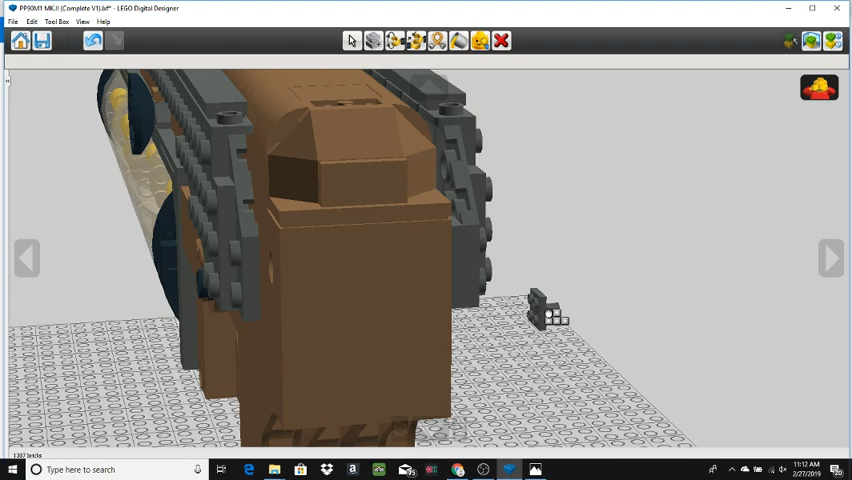 PP90M1 MK.II (Complete V1).lxf* - LEGO Digital Designer
File Edit Tool Box View Help
1307 bricks
Type here to search
11:12 AM
2/27/2019